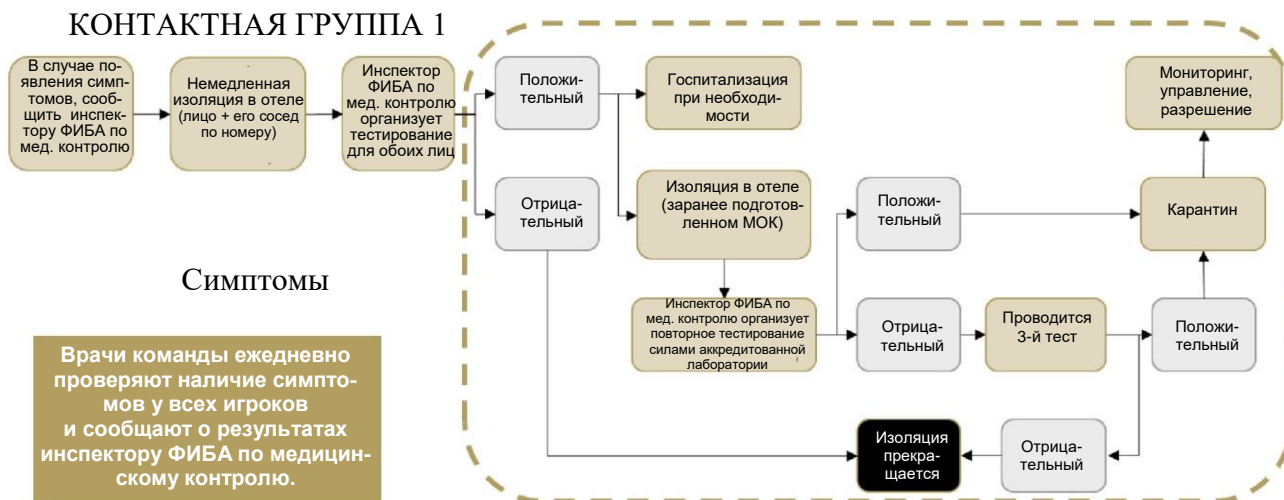 КОНТАКТНАЯ ГРУППА 1
В случае по-
явления симп-
томов, сооб-
щить инспек-
тору ФИБА по
мед. контролю
Немедленная
изоляция в отеле
(лицо + его сосед
по номеру)
Инспектор
ФИБА по
мед. контролю
организует
тестирование
для обоих лиц
Положи-
тельный
Госпитализация
при необходи-
мости
Мониторинг,
управление,
разрешение
Отрица-
тельный
Изоляция в отеле
(заранее подготов-
ленном МОК)
Положи-
тельный
Карантин
Симптомы
Инспектор ФИБА по
мед. контролю организует
повторное тестирование
силами аккредитованной
лаборатории
Отрица-
тельный
Проводится
3-й тест
Положи-
тельный
Врачи команды ежедневно
проверяют наличие симпто-
мов у всех игроков
и сообщают о результатах
инспектору ФИБА по медицин-
скому контролю.
Изоляция
прекра-
щается
Отрица-
тельный